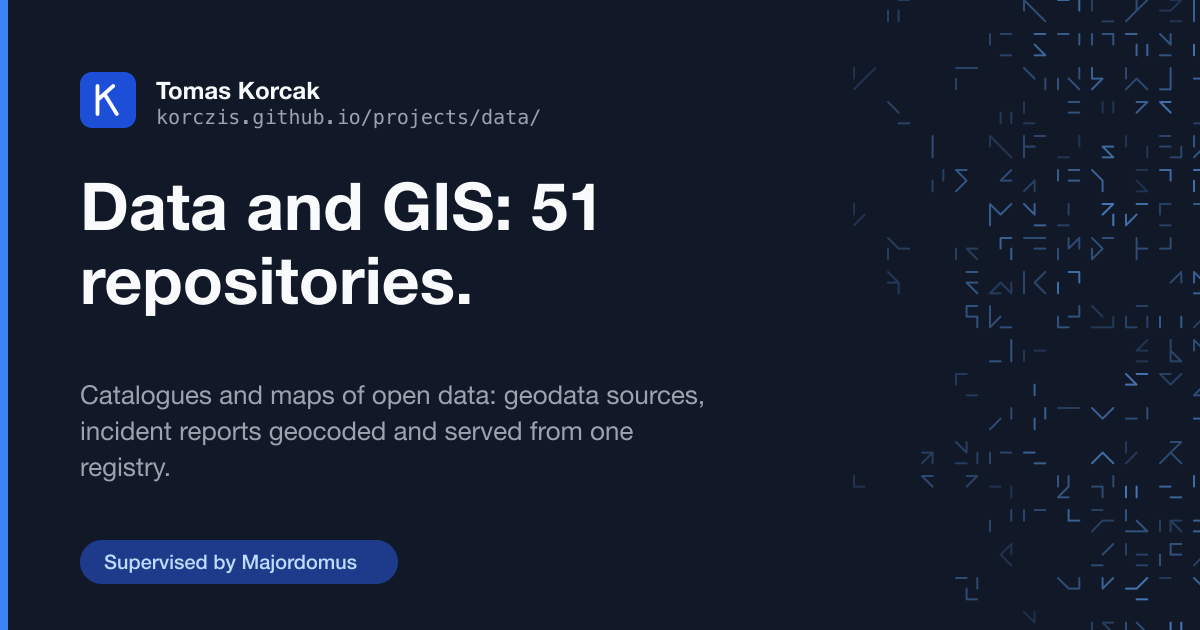 K
Tomas Korcak
korczis.github.io/projects/data/
Data and GIS: 51
repositories.
Catalogues and maps of open data: geodata sources,
incident reports geocoded and served from one
registry.
Supervised by Majordomus